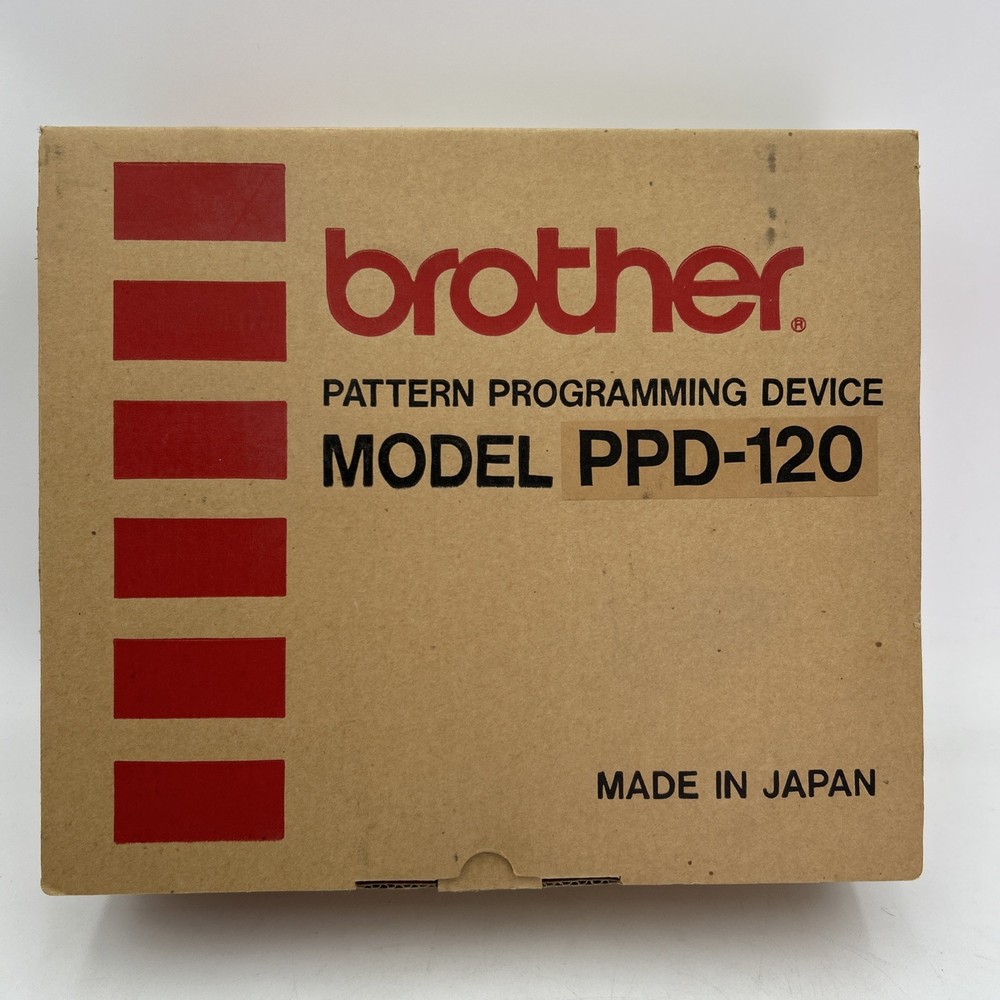 brother®
PATTERN PROGRAMMING DEVICE
MODEL PPD-120
MADE IN JAPAN